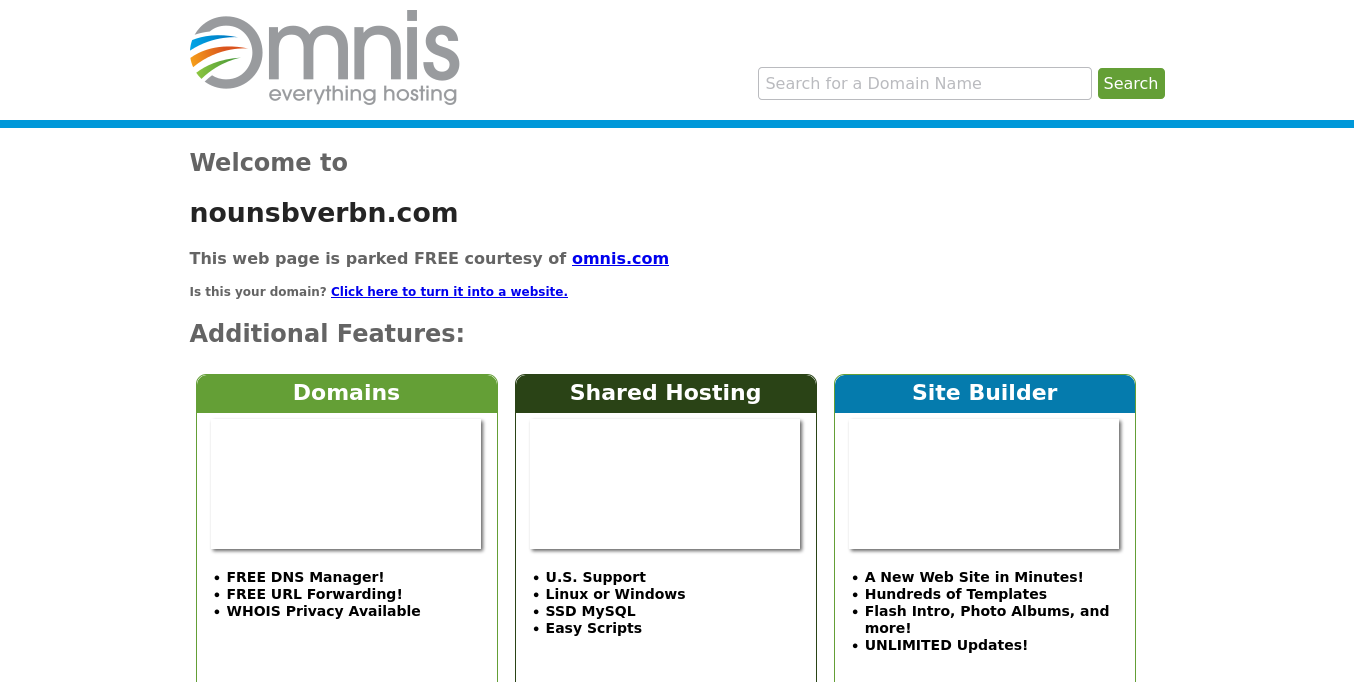 omnis
everything hosting
Search for a Domain Name Search
Welcome to
nounsbverbn.com
This web page is parked FREE courtesy of omnis.com
Is this your domain? Click here to turn it into a website.
Additional Features:
Domains
FREE DNS Manager!
FREE URL Forwarding!
WHOIS Privacy Available
Shared Hosting
U.S. Support
Linux or Windows
SSD MySQL
Easy Scripts
Site Builder
A New Web Site in Minutes!
Hundreds of Templates
Flash Intro, Photo Albums, and
more!
UNLIMITED Updates!